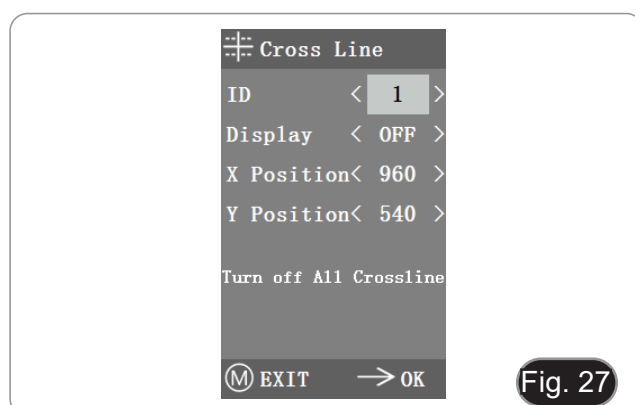 Cross Line
ID < 1 >
Display < OFF >
X Position< 960 >
Y Position< 540 >
Turn off All Crossline
M EXIT → OK
Fig. 27